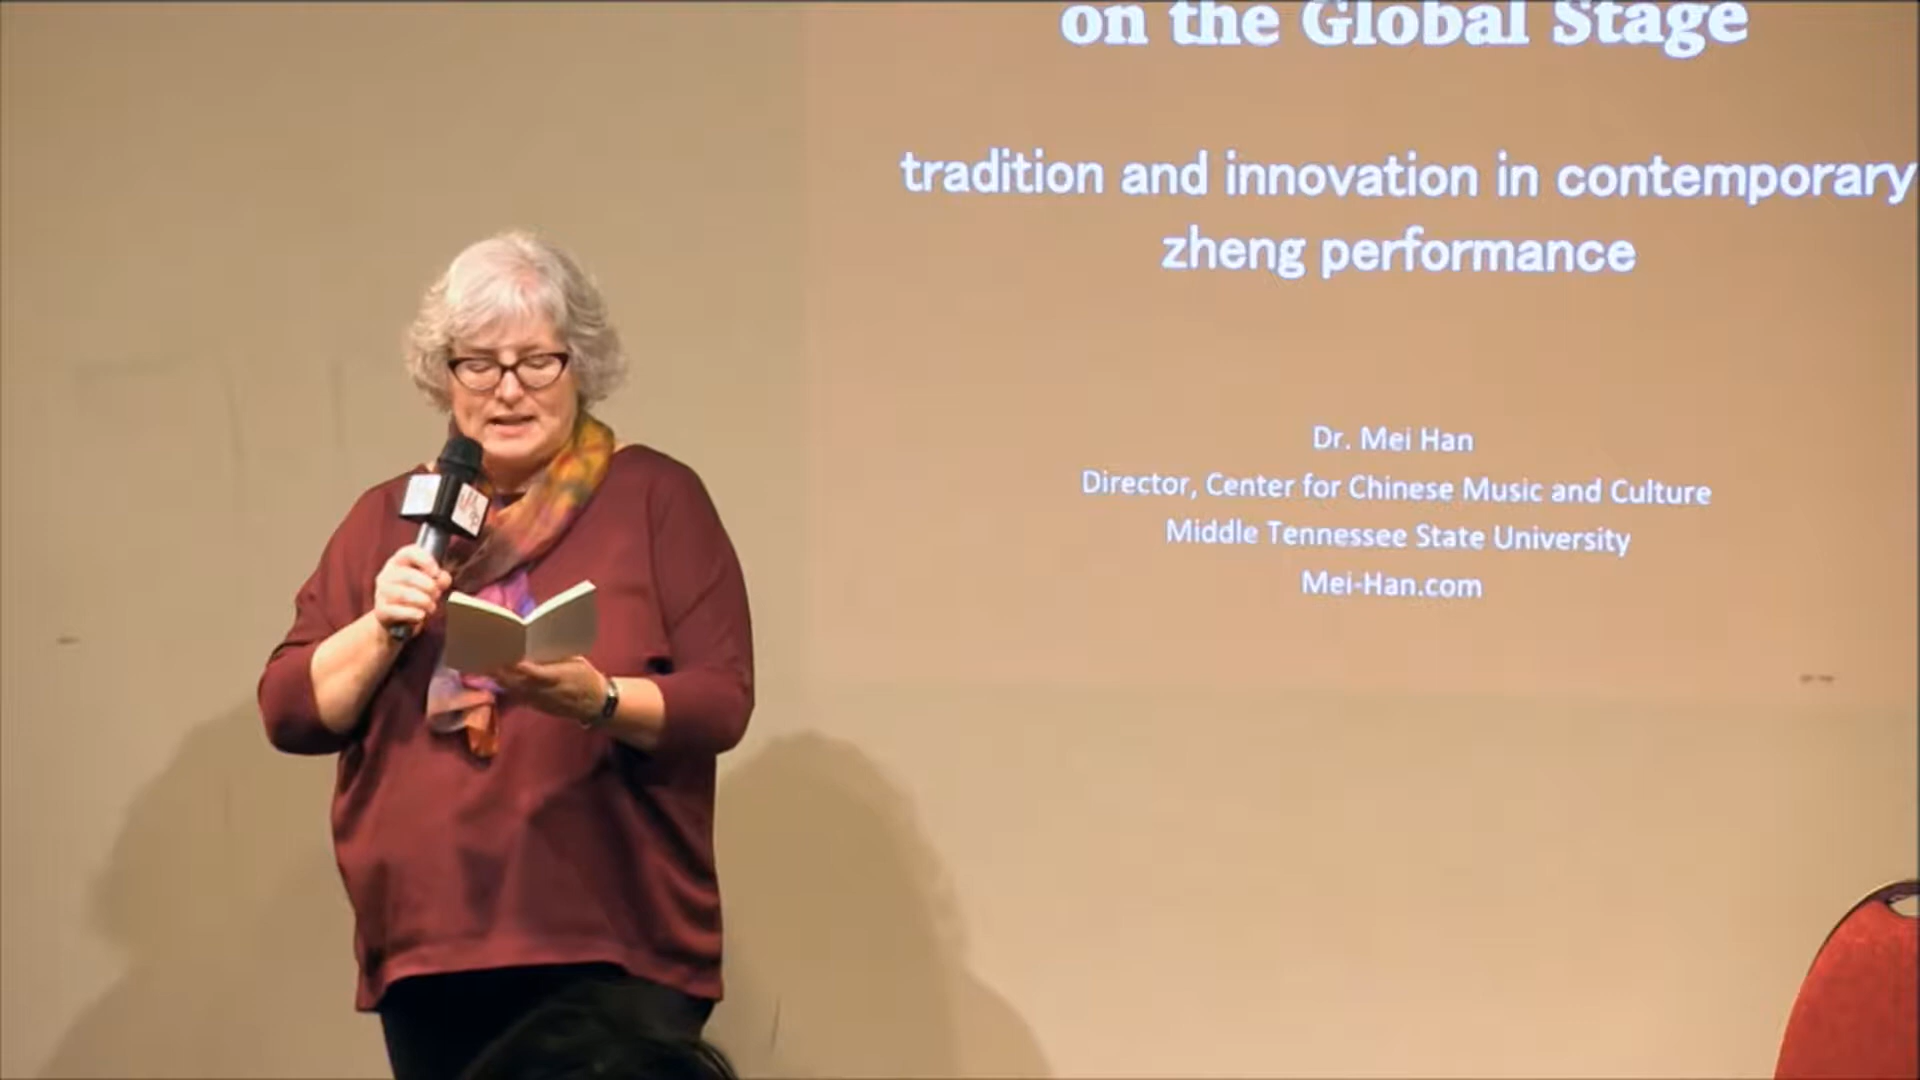 on the Global Stage
tradition and innovation in contemporary
zheng performance
Dr. Mei Han
Director, Center for Chinese Music and Culture
Middle Tennessee State University
Mei-Han.com